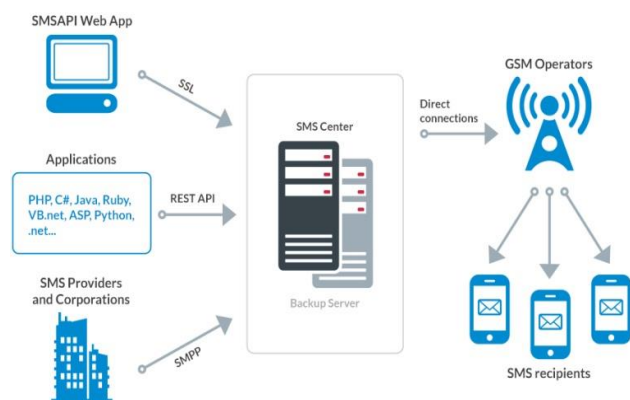 SMSAPI Web App
SSL
Applications
PHP, C#, Java, Ruby,
VB.net, ASP, Python,
.net...
REST API
SMS Providers
and Corporations
SMPP
SMS Center
Backup Server
Direct
connections
GSM Operators
SMS recipients